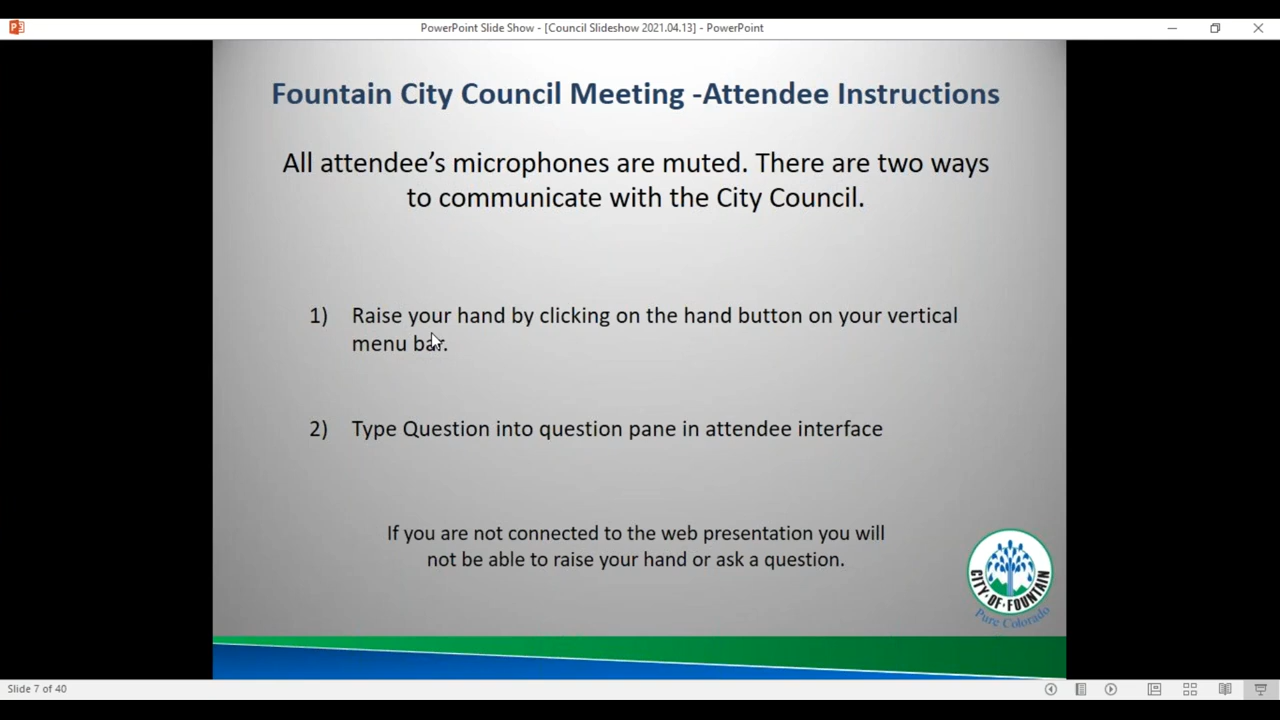 PowerPoint Slide Show - [Council Slideshow 2021.04.13] - PowerPoint
Fountain City Council Meeting -Attendee Instructions
All attendee's microphones are muted. There are two ways
to communicate with the City Council.
1) Raise your hand by clicking on the hand button on your vertical
menu bar.
2) Type Question into question pane in attendee interface
If you are not connected to the web presentation you will
not be able to raise your hand or ask a question.
CITY·OF·FOUNTAIN
Pure Colorado
Slide 7 of 40